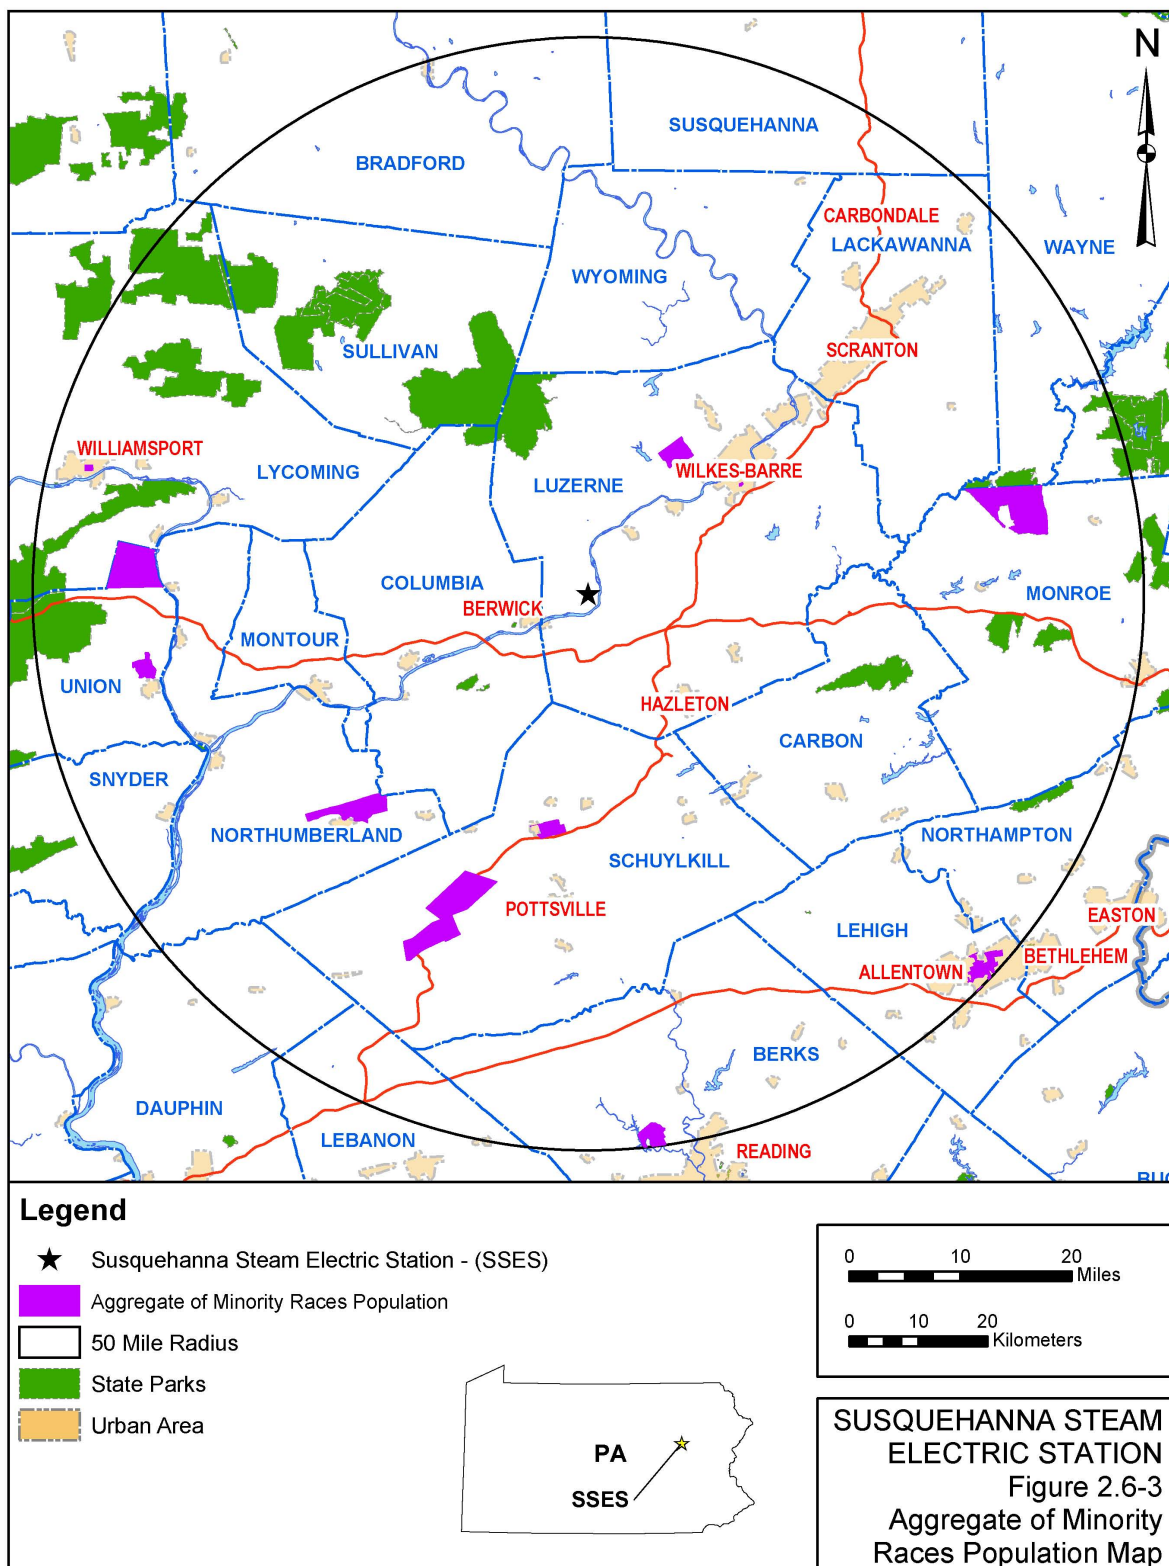 N
SUSQUEHANNA
BRADFORD
CARBONDALE
LACKAWANNA
WAYNE
WYOMING
SULLIVAN
SCRANTON
WILLIAMSPORT
LYCOMING
WILKES-BARRE
LUZERNE
COLUMBIA
MONROE
BERWICK
MONTOUR
UNION
HAZLETON
CARBON
SNYDER
NORTHUMBERLAND
NORTHAMPTON
SCHUYLKILL
POTTSVILLE
EASTON
LEHIGH
BETHLEHEM
ALLENTOWN
BERKS
DAUPHIN
LEBANON
READING
BUC
Legend
Susquehanna Steam Electric Station - (SSES)
Aggregate of Minority Races Population
50 Mile Radius
State Parks
Urban Area
PA
SSES
0 10 20
Miles
0 10 20
Kilometers
SUSQUEHANNA STEAM
ELECTRIC STATION
Figure 2.6-3
Aggregate of Minority
Races Population Map